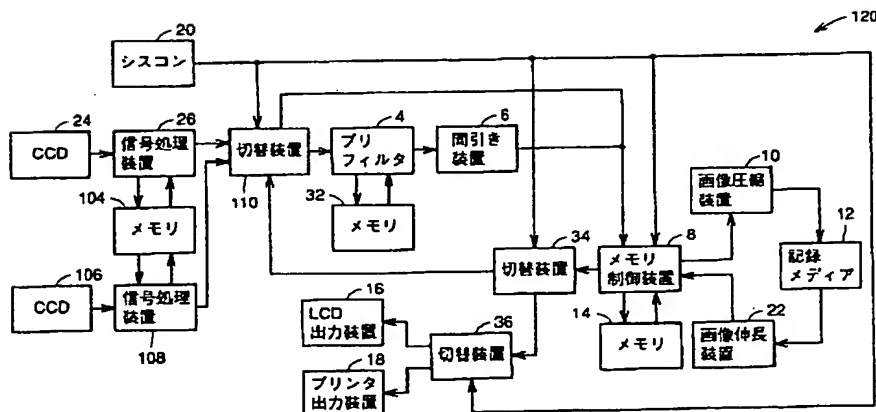 120
20
シスコン
24
CCD
26
信号処理
装置
切替装置
110
4
プリ
フィルタ
6
間引き
装置
10
画像圧縮
装置
104
メモリ
32
メモリ
34
切替装置
8
メモリ
制御装置
12
記録
メディア
106
CCD
信号処理
装置
108
16
LCD
出力装置
36
切替装置
14
メモリ
22
画像伸長
装置
18
プリンタ
出力装置